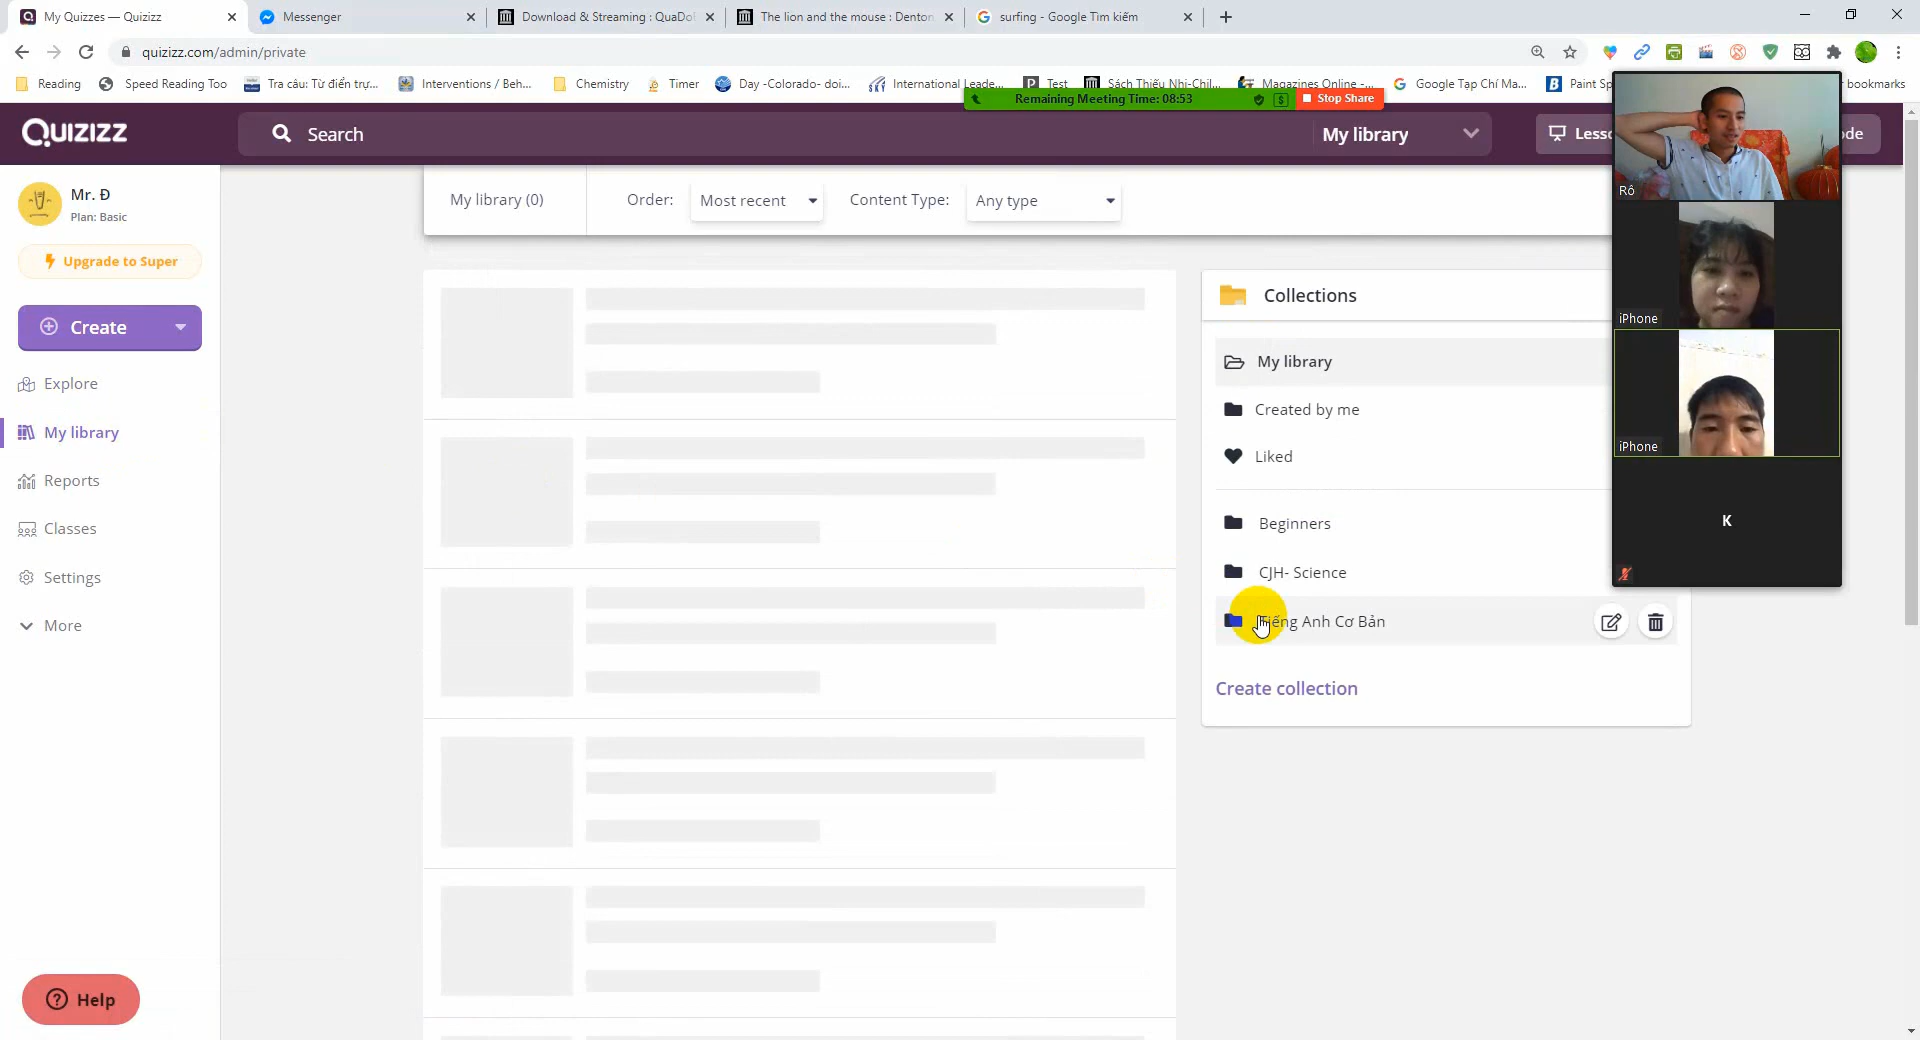 My Quizzes — Quizizz
Messenger
Download & Streaming : QuaDo
The lion and the mouse : Denton
surfing - Google Tìm kiếm
quizizz.com/admin/private
Reading
Speed Reading Too
Tra câu: Từ điển trực...
Interventions / Beh...
Chemistry
Timer
Day -Colorado- doi...
International Leade...
Test
Sách Thiếu Nhi-Chil...
Magazines Online -...
Google Tạp Chí Ma...
Paint Sp
bookmarks
Remaining Meeting Time: 08:53
Stop Share
QUIZIZZ
Search
My library
Lesso
ode
Mr. Đ
Plan: Basic
Upgrade to Super
Create
Explore
My library
Reports
Classes
Settings
More
Help
My library (0)
Order:
Most recent
Content Type:
Any type
Collections
My library
Created by me
Liked
Beginners
CJH- Science
Tiếng Anh Cơ Bản
Create collection
Rô
iPhone
iPhone
K